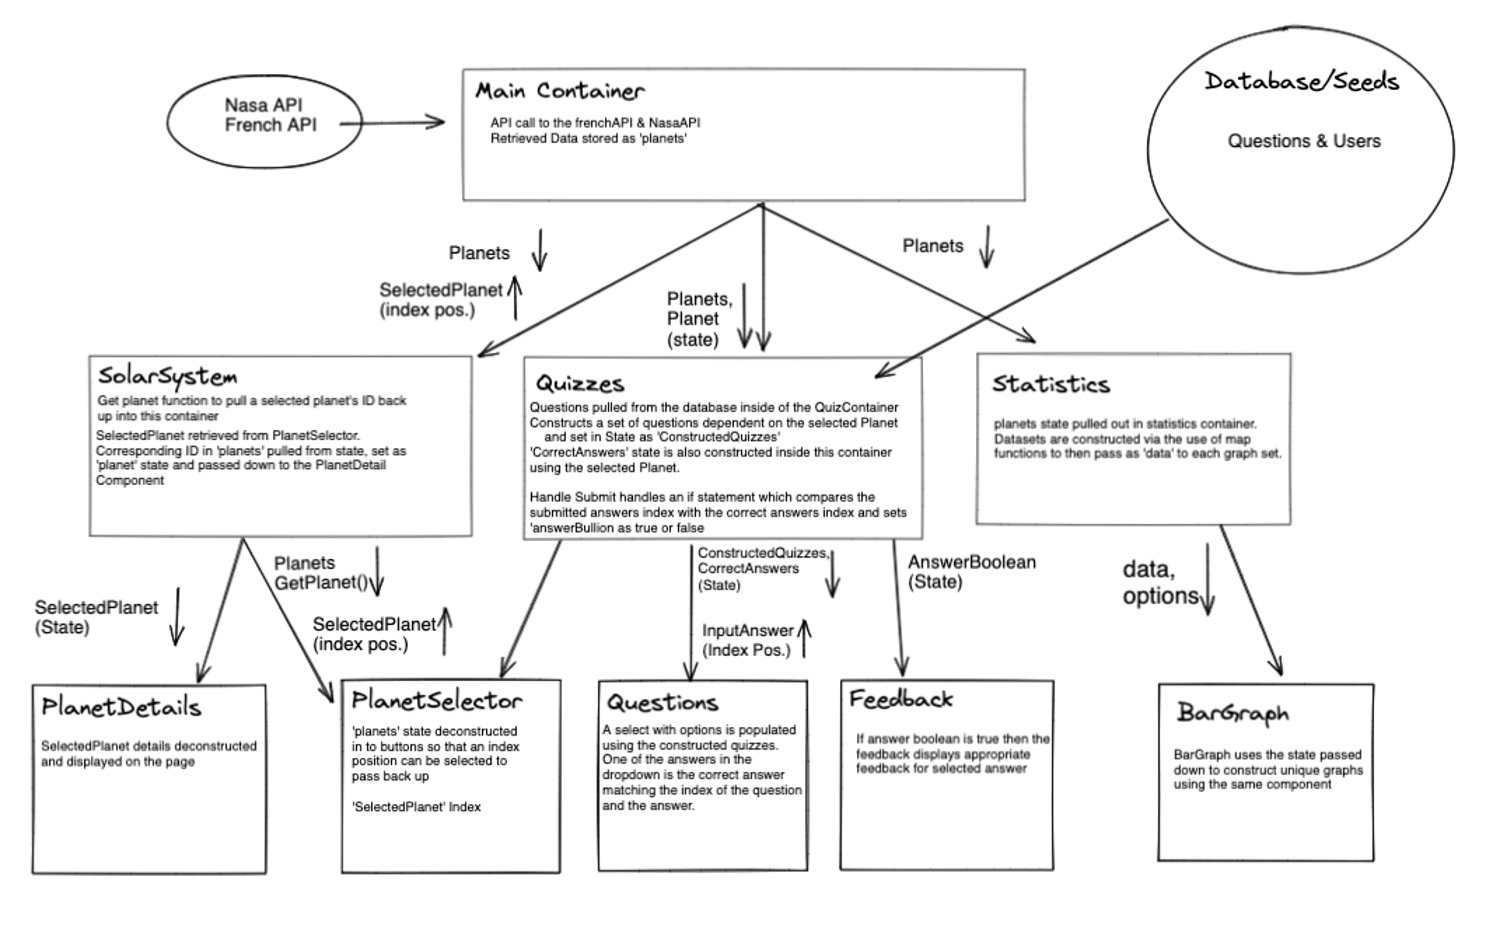 Nasa API
French API
Main Container
API call to the frenchAPI & NasaAPI
Retrieved Data stored as 'planets'
Database/Seeds
Questions & Users
Planets
SelectedPlanet
(index pos.)
Planets,
Planet
(state)
Planets
SolarSystem
Get planet function to pull a selected planet's ID back
up into this container
SelectedPlanet retrieved from PlanetSelector.
Corresponding ID in 'planets' pulled from state, set as
'planet' state and passed down to the PlanetDetail
Component
Quizzes
Questions pulled from the database inside of the QuizContainer
Constructs a set of questions dependent on the selected Planet
and set in State as 'ConstructedQuizzes'
'CorrectAnswers' state is also constructed inside this container
using the selected Planet.
Handle Submit handles an if statement which compares the
submitted answers index with the correct answers index and sets
'answerBullion as true or false
Statistics
planets state pulled out in statistics container.
Datasets are constructed via the use of map
functions to then pass as 'data' to each graph set.
SelectedPlanet
(State)
Planets
GetPlanet()
SelectedPlanet
(index pos.)
ConstructedQuizzes,
CorrectAnswers
(State)
InputAnswer
(Index Pos.)
AnswerBoolean
(State)
data,
options
PlanetDetails
SelectedPlanet details deconstructed
and displayed on the page
PlanetSelector
'planets' state deconstructed
in to buttons so that an index
position can be selected to
pass back up
'SelectedPlanet' Index
Questions
A select with options is populated
using the constructed quizzes.
One of the answers in the
dropdown is the correct answer
matching the index of the question
and the answer.
Feedback
If answer boolean is true then the
feedback displays appropriate
feedback for selected answer
BarGraph
BarGraph uses the state passed
down to construct unique graphs
using the same component